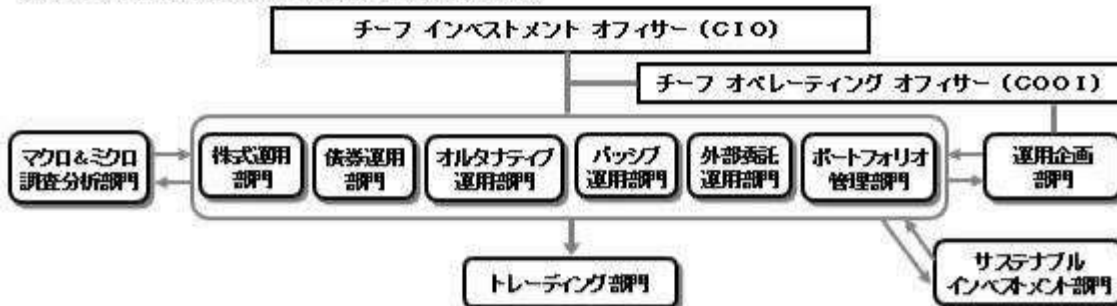 チーフ インベストメント オフィサー (CIO)
チーフ オペレーティング オフィサー (COOI)
マクロ&ミクロ
調査分析部門
株式運用
部門
債券運用
部門
オルタナティブ
運用部門
パッシブ
運用部門
外部委託
運用部門
ポートフォリオ
管理部門
運用企画
部門
トレーディング部門
サステナブル
インベストメント部門